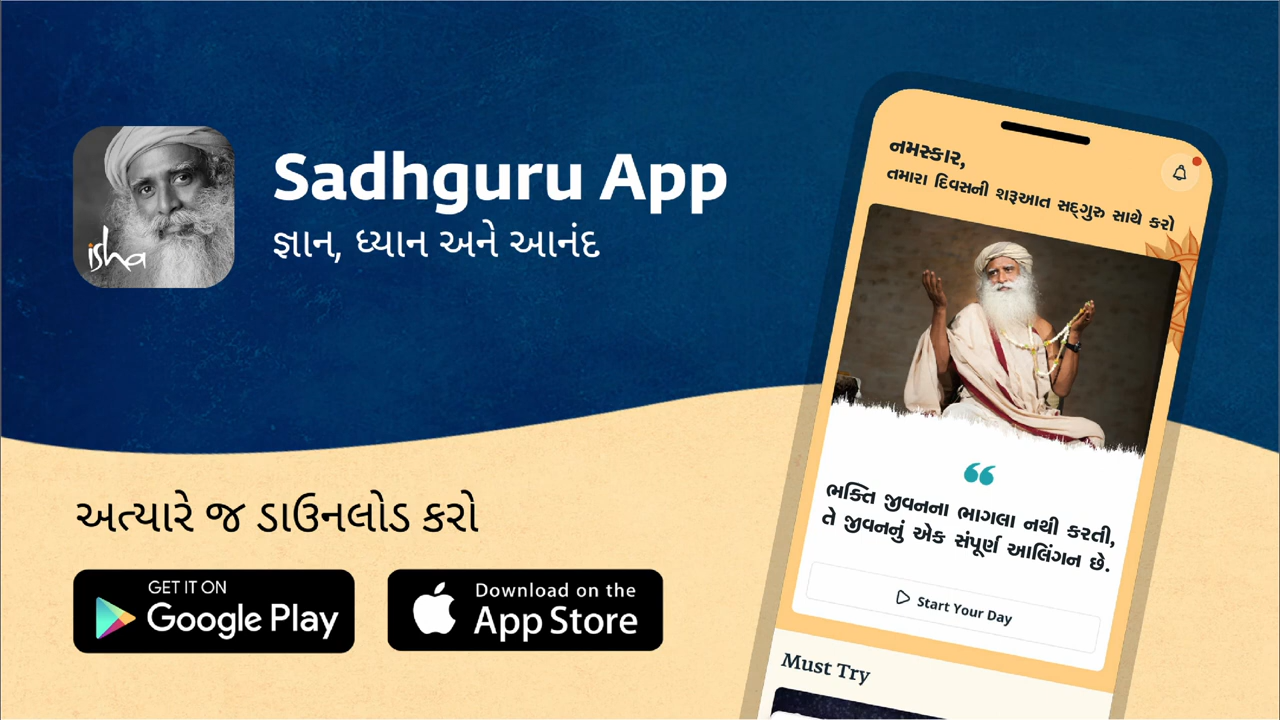 isha
Sadhguru App
જ્ઞાન, ધ્યાન અને આનંદ
અત્યારે જ ડાઉનલોડ કરો
GET IT ON
Google Play
Download on the
App Store
નમસ્કાર,
તમારા દિવસની શરૂઆત સદ્‌ગુરુ સાથે કરો
ભક્તિ જીવનના ભાગલા નથી કરતી,
તે જીવનનું એક સંપૂર્ણ આલિંગન છે.
Start Your Day
Must Try